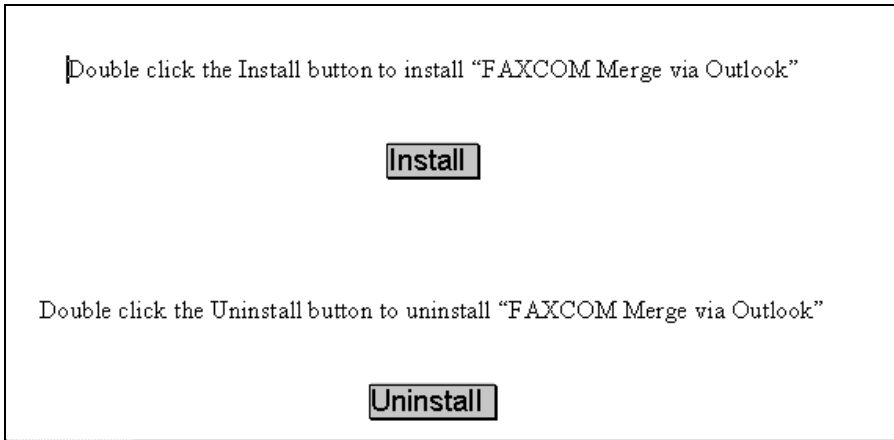 Double click the Install button to install “FAXCOM Merge via Outlook”
Install
Double click the Uninstall button to uninstall “FAXCOM Merge via Outlook”
Uninstall